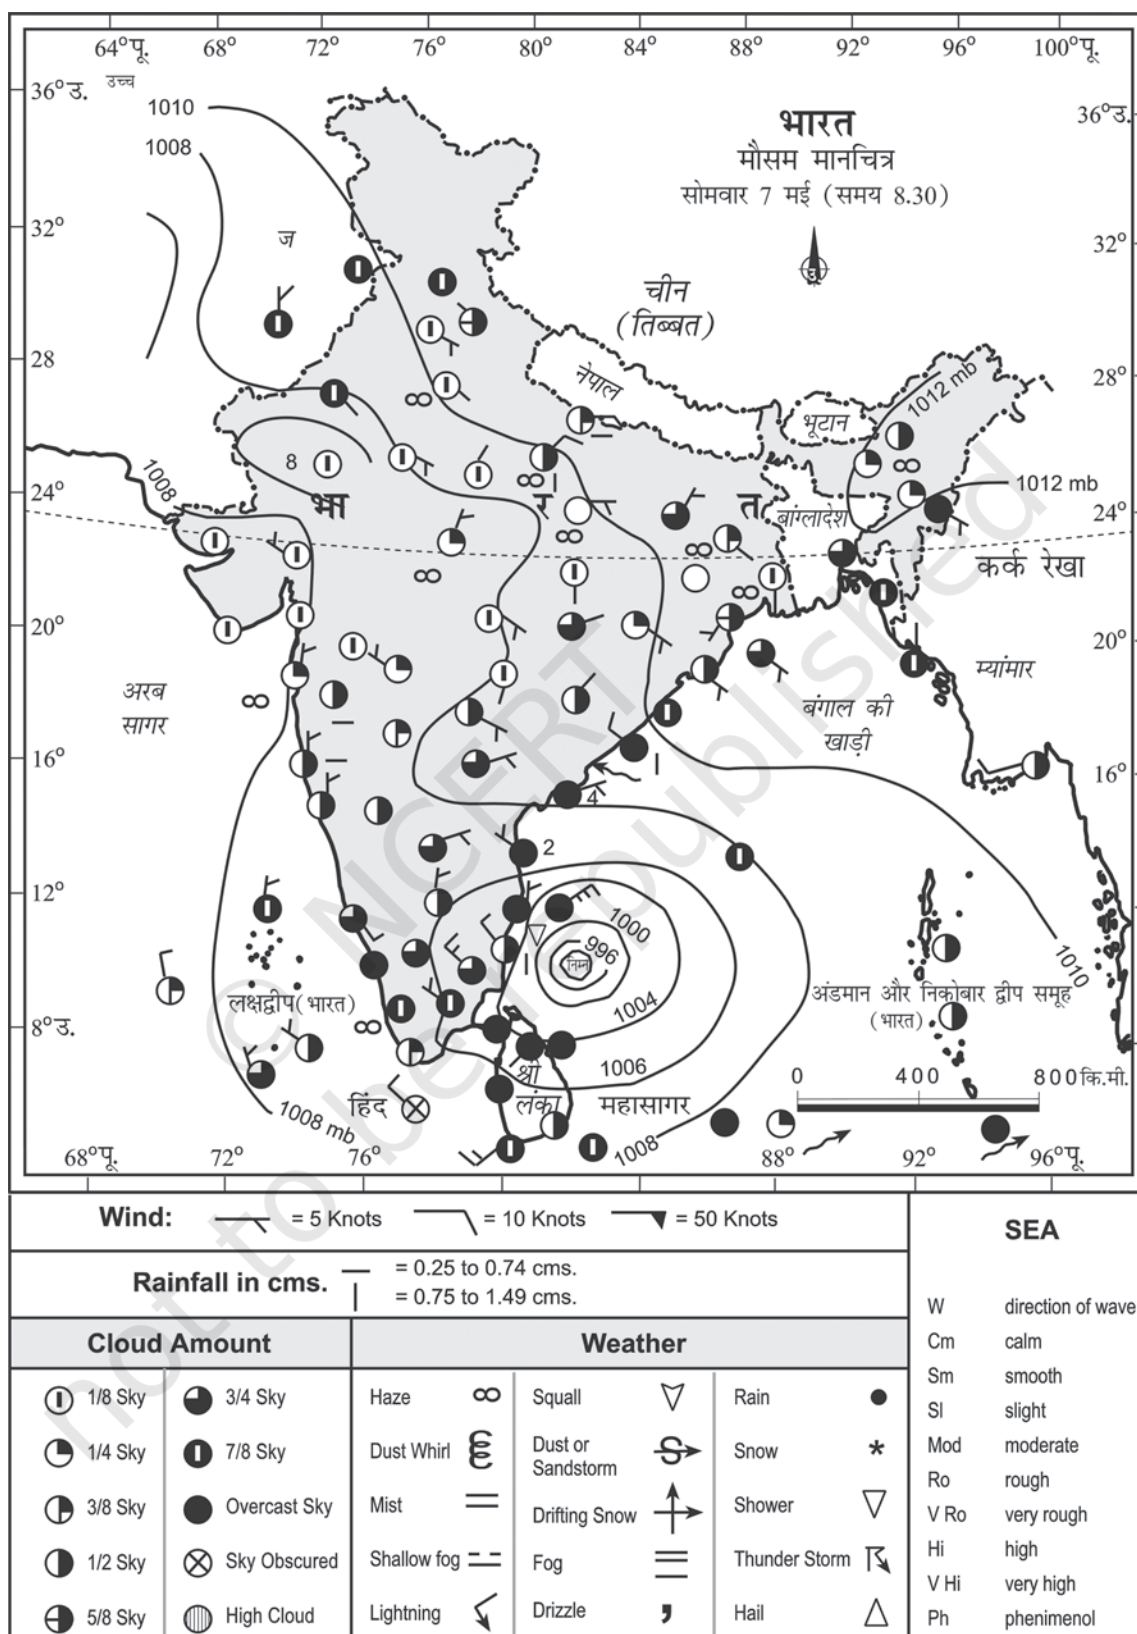 64°पू. 68° 72° 76° 80° 84° 88° 92° 96° 100°पू.
36°उ. उच्च
1010
36°उ.
भारत
1008
मौसम मानचित्र
सोमवार 7 मई (समय 8.30)
32°
ज
32°
उ
चीन
(तिब्बत)
28°
नेपाल
28°
1012 mb
भूटान
8
1008
24°
भा र त
बांग्लादेश
1012 mb
24°
कर्क रेखा
20°
20°
अरब
सागर
म्यांमार
बंगाल की
खाड़ी
16°
16°
4
2
12°
1000
996
निम्न
1010
लक्षद्वीप(भारत)
1004
अंडमान और निकोबार द्वीप समूह
(भारत)
8°उ.
1006
श्री
लंका
0 400 800कि.मी.
1008 mb
हिंद
महासागर
1008
68°पू. 72° 76° 88° 92° 96°पू.
© NCERT
not to be republished
Wind: = 5 Knots = 10 Knots = 50 Knots
Rainfall in cms. = 0.25 to 0.74 cms.
= 0.75 to 1.49 cms.
Cloud Amount
Weather
1/8 Sky 3/4 Sky
1/4 Sky 7/8 Sky
3/8 Sky Overcast Sky
1/2 Sky Sky Obscured
5/8 Sky High Cloud
Haze Squall Rain
Dust Whirl Dust or
Sandstorm Snow
Mist Drifting Snow Shower
Shallow fog Fog Thunder Storm
Lightning Drizzle Hail
SEA
W direction of wave
Cm calm
Sm smooth
Sl slight
Mod moderate
Ro rough
V Ro very rough
Hi high
V Hi very high
Ph phenimenol